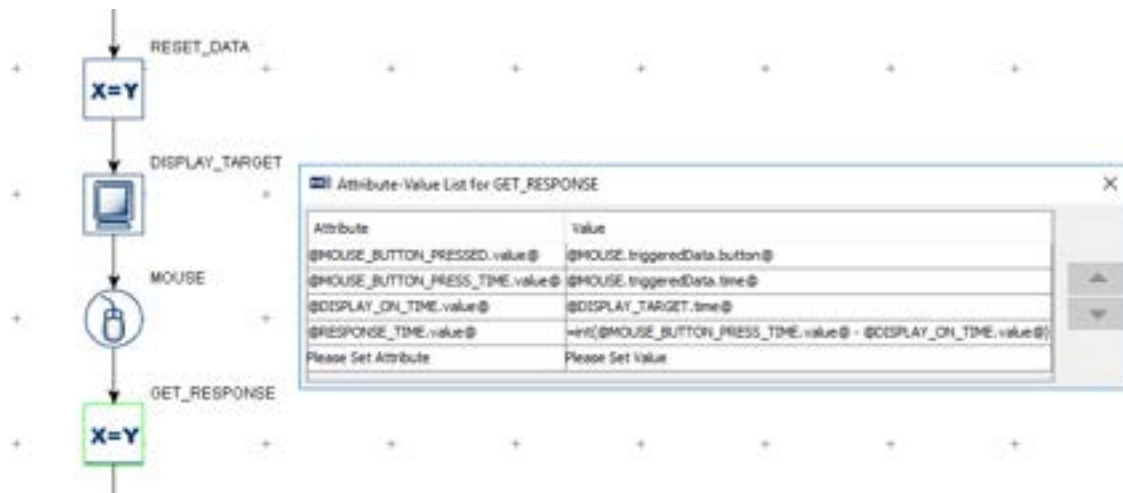 RESET_DATA
X=Y
DISPLAY_TARGET
MOUSE
GET_RESPONSE
X=Y
Attribute-Value List for GET_RESPONSE
Attribute Value
@MOUSE_BUTTON_PRESSED.value@ @MOUSE.triggeredData.button@
@MOUSE_BUTTON_PRESS_TIME.value@ @MOUSE.triggeredData.time@
@DISPLAY_ON_TIME.value@ @DISPLAY_TARGET.time@
@RESPONSE_TIME.value@ =int(@MOUSE_BUTTON_PRESS_TIME.value@ - @DISPLAY_ON_TIME.value@)
Please Set Attribute Please Set Value